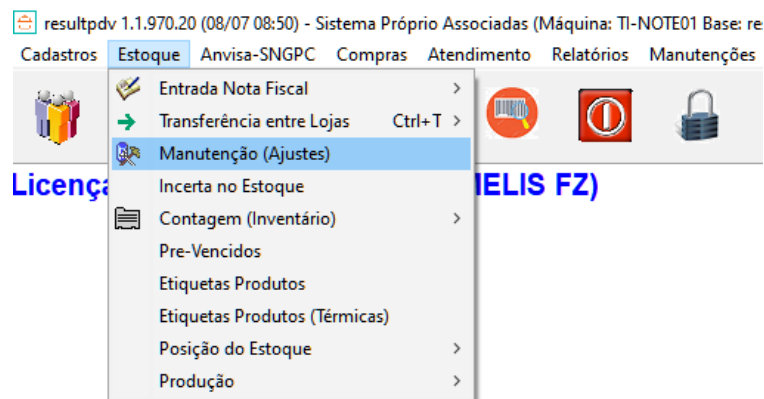 resultpdv 1.1.970.20 (08/07 08:50) - Sistema Próprio Associadas (Máquina: TI-NOTE01 Base: re
Cadastros Estoque Anvisa-SNGPC Compras Atendimento Relatórios Manutenções
Entrada Nota Fiscal >
Transferência entre Lojas Ctrl+T >
Manutenção (Ajustes)
Licença IELIS FZ)
Incerta no Estoque
Contagem (Inventário) >
Pre-Vencidos
Etiquetas Produtos
Etiquetas Produtos (Térmicas)
Posição do Estoque >
Produção >